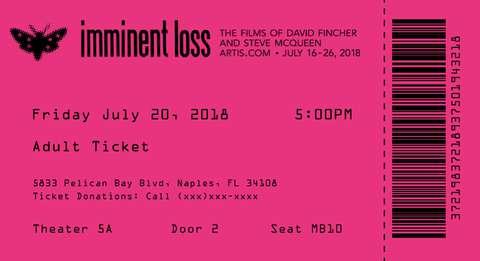 imminent loss
THE FILMS OF DAVID FINCHER
AND STEVE MCQUEEN
ARTIS.COM • JULY 16-26, 2018
Friday July 20, 2018 5:00PM
Adult Ticket
5833 Pelican Bay Blvd, Naples, FL 34108
Ticket Donations: Call (xxx)xxx-xxxx
Theater 5A Door 2 Seat MB10
37219837218937501943218